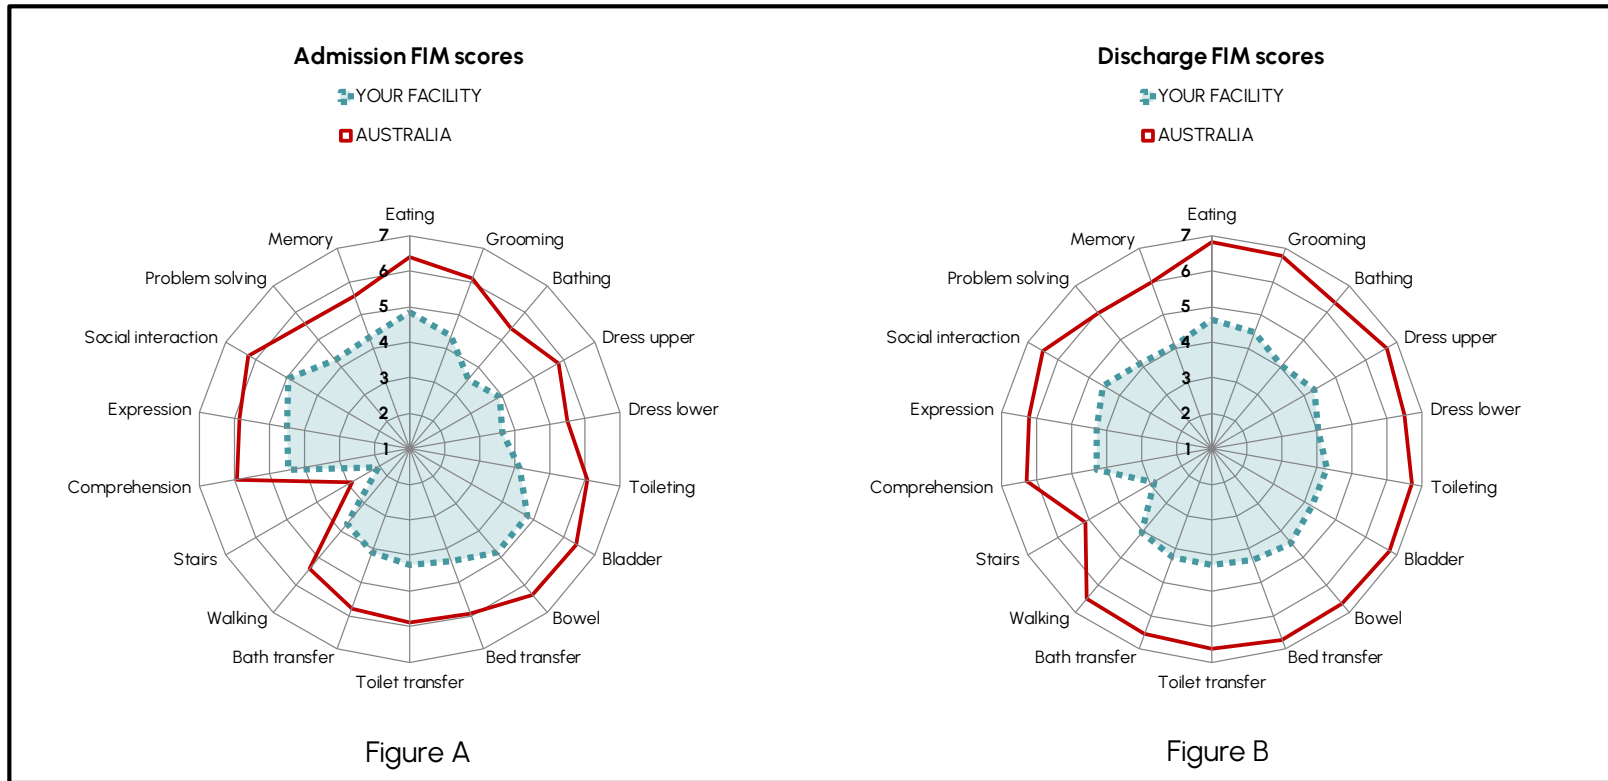 Admission FIM scores
YOUR FACILITY
AUSTRALIA
Eating
Grooming
Bathing
Dress upper
Dress lower
Toileting
Bladder
Bowel
Bed transfer
Toilet transfer
Bath transfer
Walking
Stairs
Comprehension
Expression
Social interaction
Problem solving
Memory
7
6
5
4
3
2
1
Figure A
Discharge FIM scores
YOUR FACILITY
AUSTRALIA
Eating
Grooming
Bathing
Dress upper
Dress lower
Toileting
Bladder
Bowel
Bed transfer
Toilet transfer
Bath transfer
Walking
Stairs
Comprehension
Expression
Social interaction
Problem solving
Memory
7
6
5
4
3
2
1
Figure B